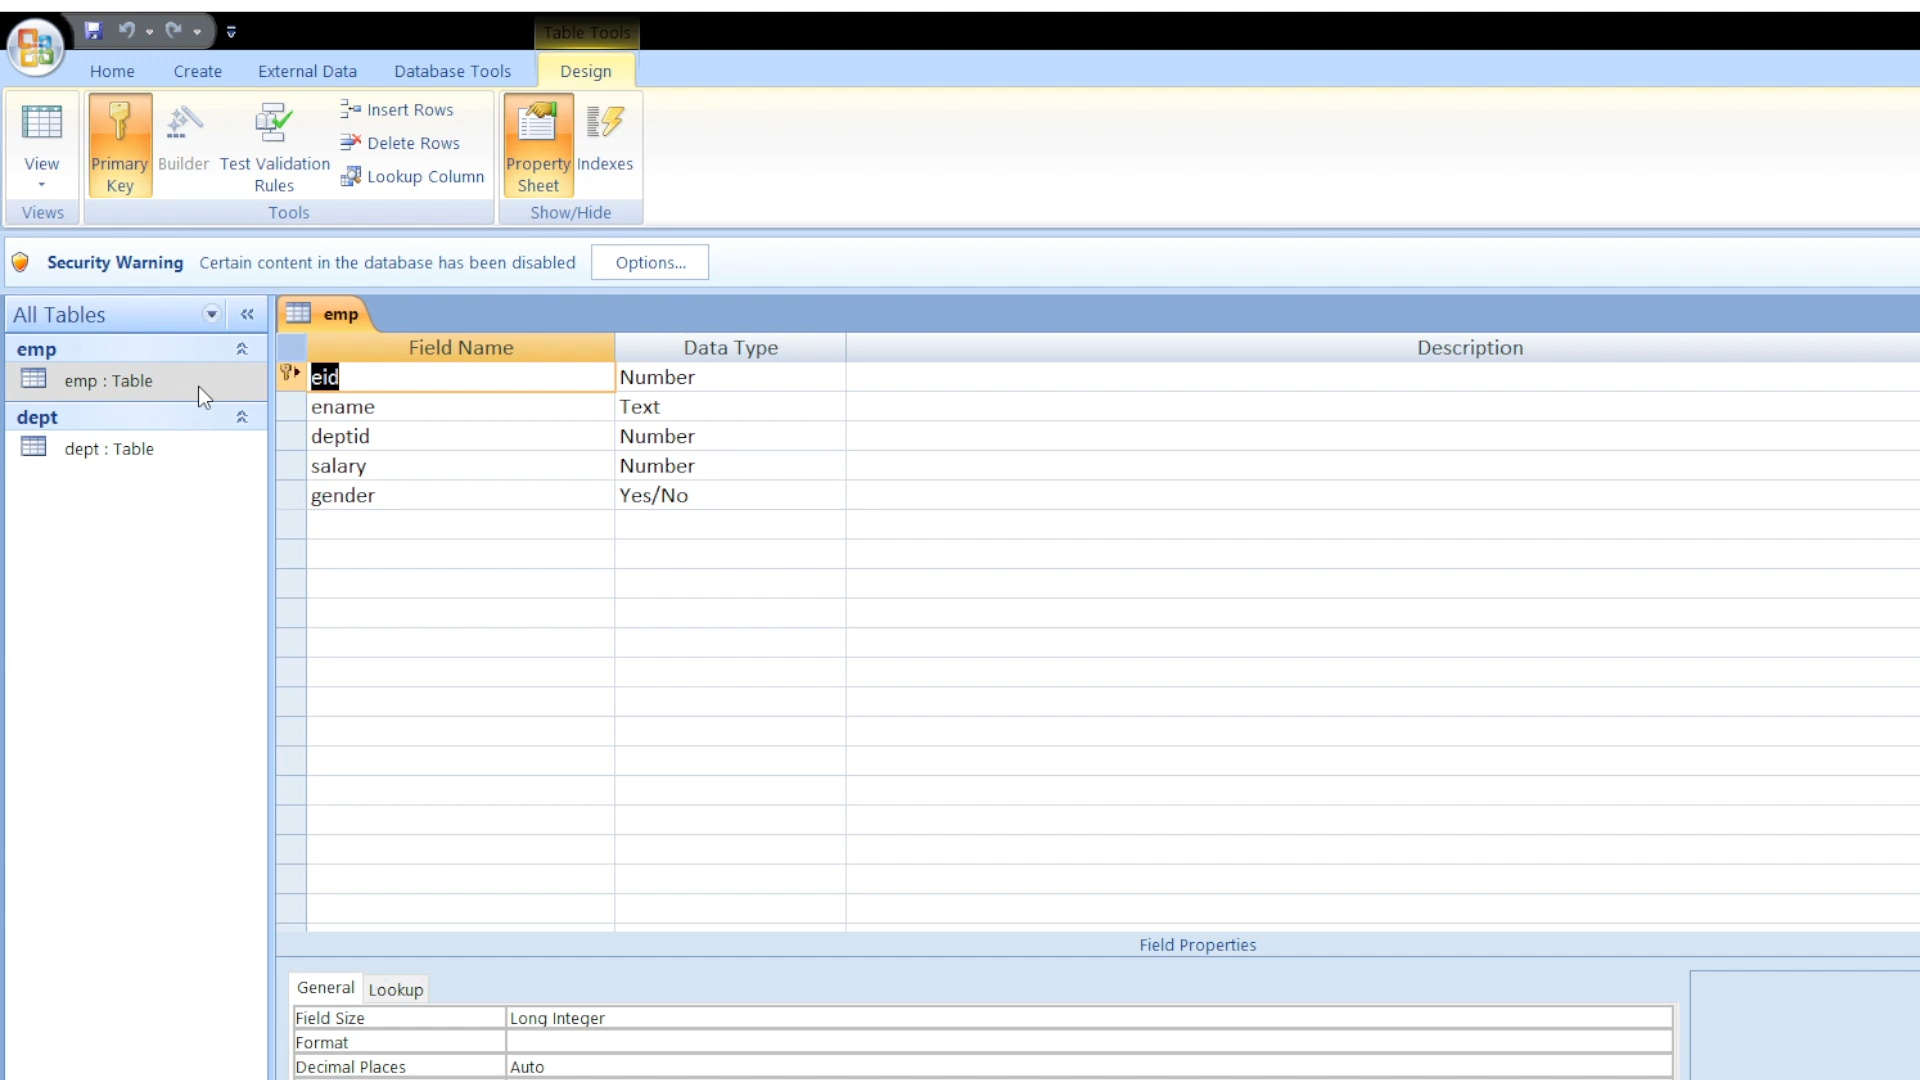 Table Tools
Home Create External Data Database Tools Design
View
Primary Key
Builder
Test Validation Rules
Insert Rows
Delete Rows
Lookup Column
Property Sheet
Indexes
Views
Tools
Show/Hide
Security Warning Certain content in the database has been disabled Options...
All Tables
emp
emp : Table
dept
dept : Table
emp
Field Name Data Type Description
eid Number
ename Text
deptid Number
salary Number
gender Yes/No
Field Properties
General Lookup
Field Size Long Integer
Format
Decimal Places Auto